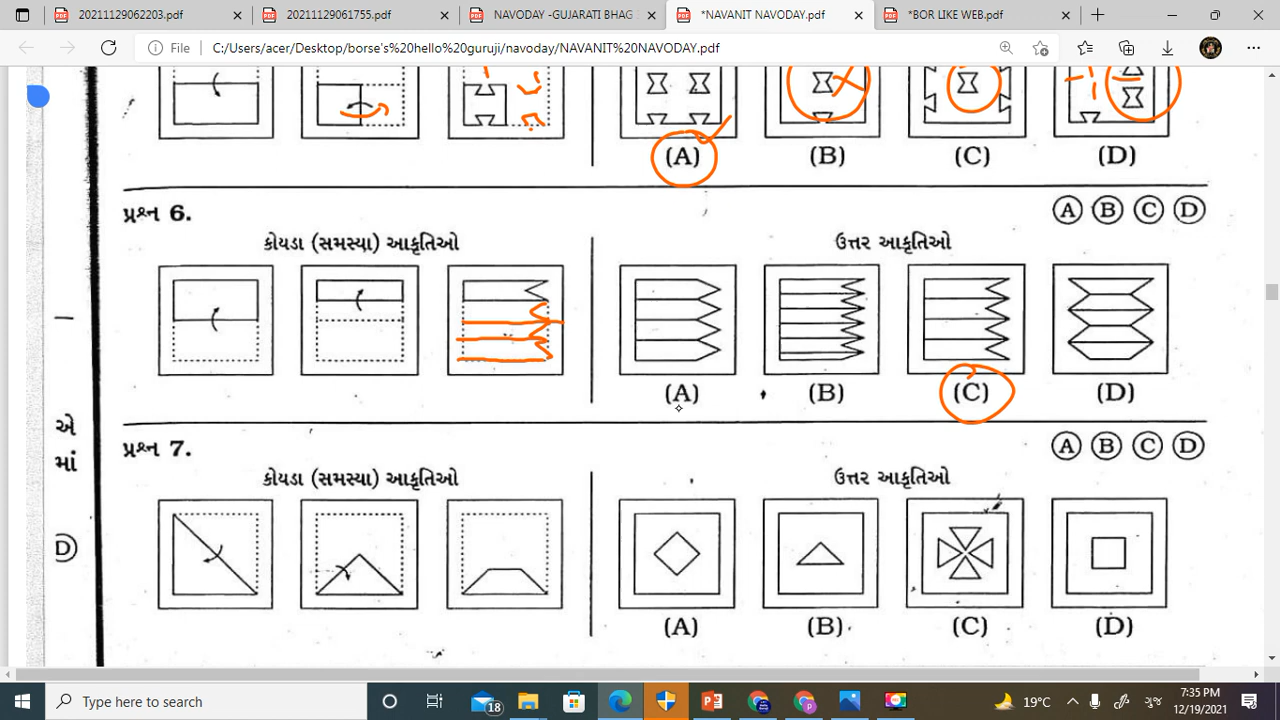 20211129062203.pdf
20211129061755.pdf
NAVODAY -GUJARATI BHAG
*NAVANIT NAVODAY.pdf
*BOR LIKE WEB.pdf
File
C:/Users/acer/Desktop/borse's%20hello%20guruji/navoday/NAVANIT%20NAVODAY.pdf
(A) (B) (C) (D)
પ્રશ્ન 6.
A B C D
કોયડા (સમસ્યા) આકૃતિઓ
ઉત્તર આકૃતિઓ
(A) (B) (C) (D)
એ
માં
D
પ્રશ્ન 7.
A B C D
કોયડા (સમસ્યા) આકૃતિઓ
ઉત્તર આકૃતિઓ
(A) (B) (C) (D)
Type here to search
18
19°C
7:35 PM
12/19/2021